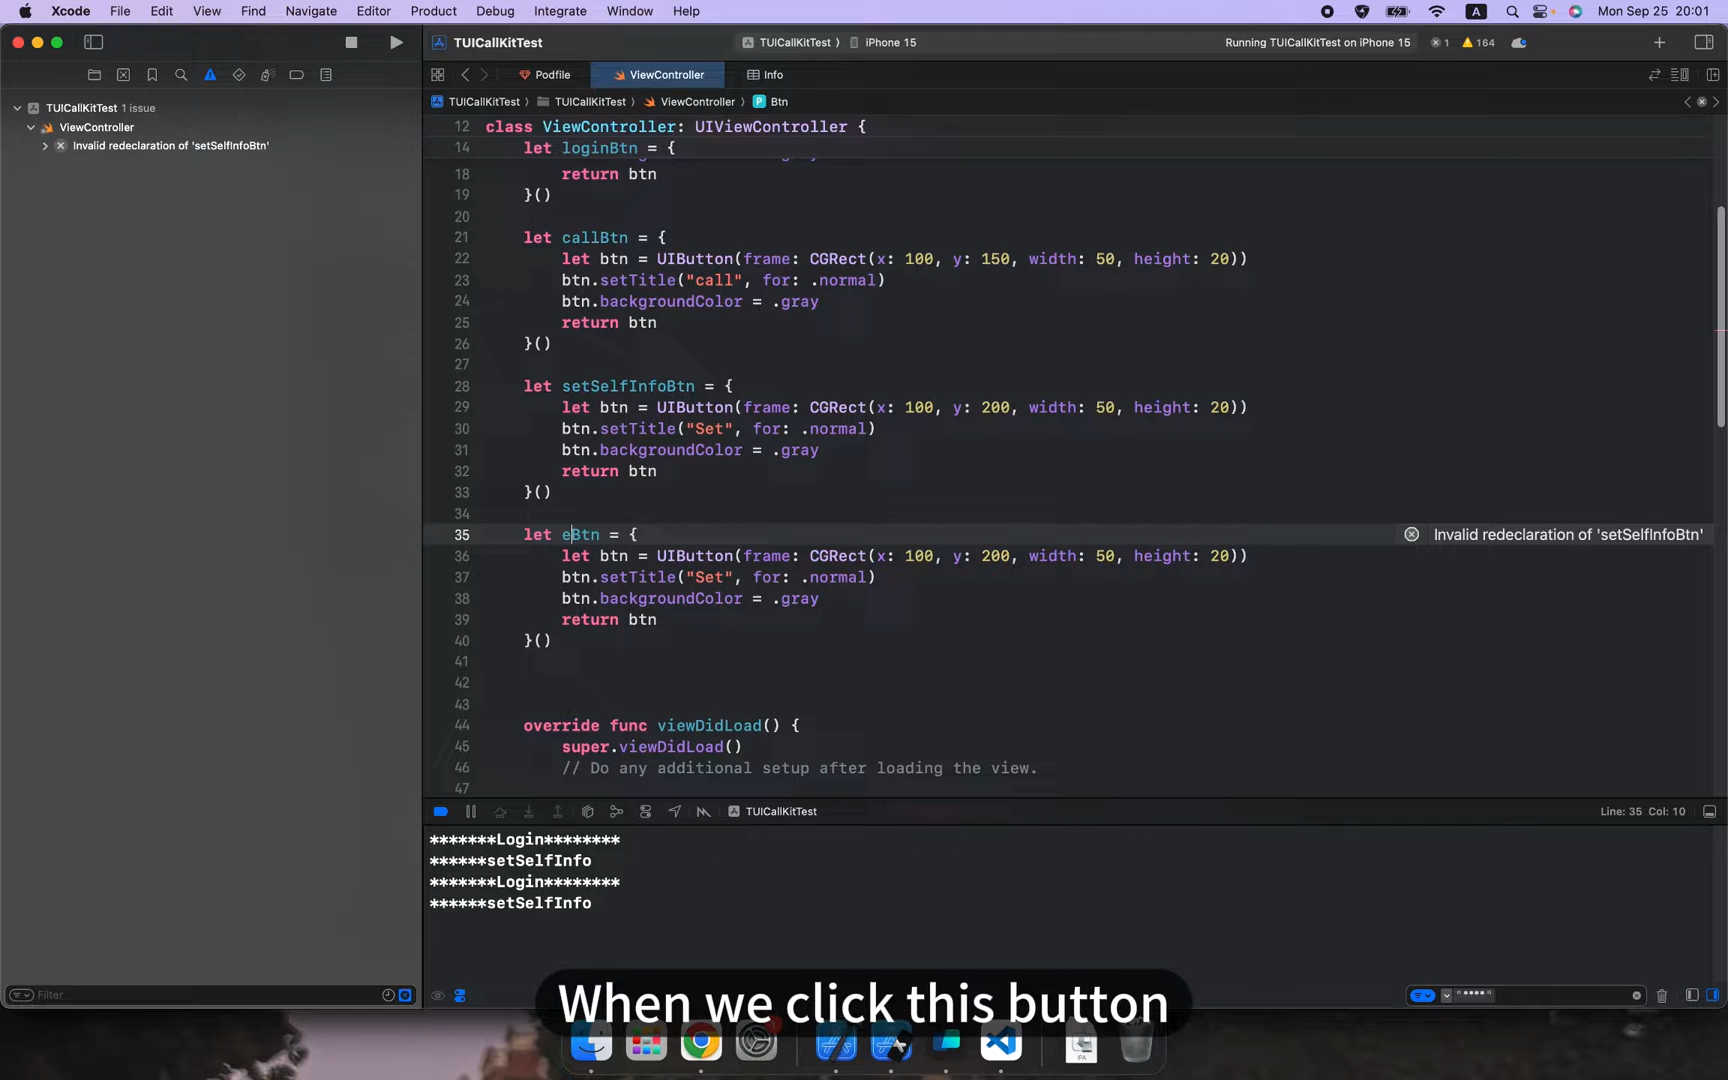 Xcode File Edit View Find Navigate Editor Product Debug Integrate Window Help A Mon Sep 25 20:01
TUICallKitTest TUICallKitTest 〉 iPhone 15 Running TUICallKitTest on iPhone 15 1 164
Podfile ViewController Info
TUICallKitTest 〉 TUICallKitTest 〉 ViewController 〉 P Btn
TUICallKitTest 1 issue
ViewController
Invalid redeclaration of 'setSelfInfoBtn'
12 class ViewController: UIViewController {
14 let loginBtn = {
18 return btn
19 }()
20
21 let callBtn = {
22 let btn = UIButton(frame: CGRect(x: 100, y: 150, width: 50, height: 20))
23 btn.setTitle("call", for: .normal)
24 btn.backgroundColor = .gray
25 return btn
26 }()
27
28 let setSelfInfoBtn = {
29 let btn = UIButton(frame: CGRect(x: 100, y: 200, width: 50, height: 20))
30 btn.setTitle("Set", for: .normal)
31 btn.backgroundColor = .gray
32 return btn
33 }()
34
35 let eBtn = { Invalid redeclaration of 'setSelfInfoBtn'
36 let btn = UIButton(frame: CGRect(x: 100, y: 200, width: 50, height: 20))
37 btn.setTitle("Set", for: .normal)
38 btn.backgroundColor = .gray
39 return btn
40 }()
41
42
43
44 override func viewDidLoad() {
45 super.viewDidLoad()
46 // Do any additional setup after loading the view.
47
TUICallKitTest Line: 35 Col: 10
*******Login********
******setSelfInfo
*******Login********
******setSelfInfo
Filter "****"
When we click this button
IPA